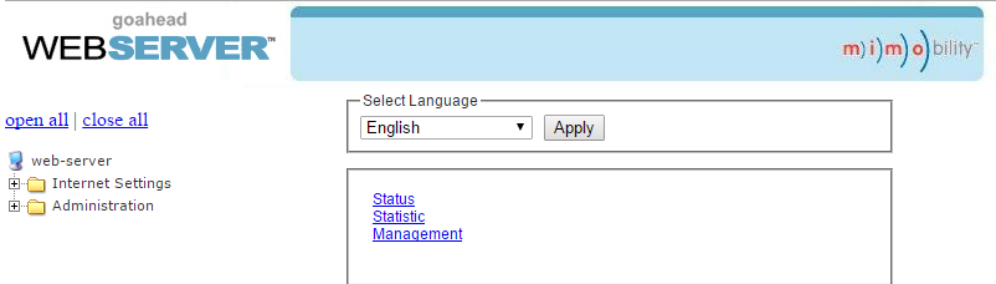 goahead
WEBSERVER™
m)i)m)o)bility™
open all | close all
web-server
Internet Settings
Administration
Select Language
English
Apply
Status
Statistic
Management